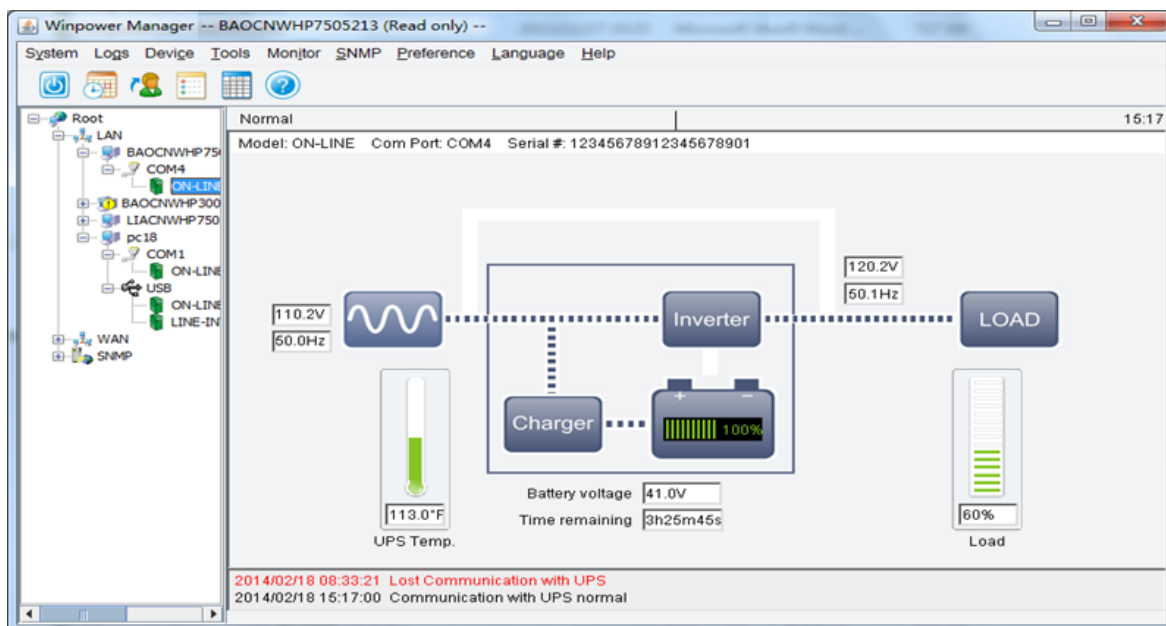 Winpower Manager -- BAOCNWHP7505213 (Read only) --
System Logs Device Tools Monitor SNMP Preference Language Help
Root
LAN
BAOCNWHP75
COM4
ON-LINE
BAOCNWHP300
LIACNWHP750
pc18
COM1
ON-LINE
USB
ON-LINE
LINE-IN
WAN
SNMP
Normal 15:17
Model: ON-LINE Com Port: COM4 Serial #: 12345678912345678901
120.2V
50.1Hz
110.2V
50.0Hz
Inverter
LOAD
Charger
+ −
100%
Battery voltage 41.0V
Time remaining 3h25m45s
113.0°F
UPS Temp.
60%
Load
2014/02/18 08:33:21 Lost Communication with UPS
2014/02/18 15:17:00 Communication with UPS normal